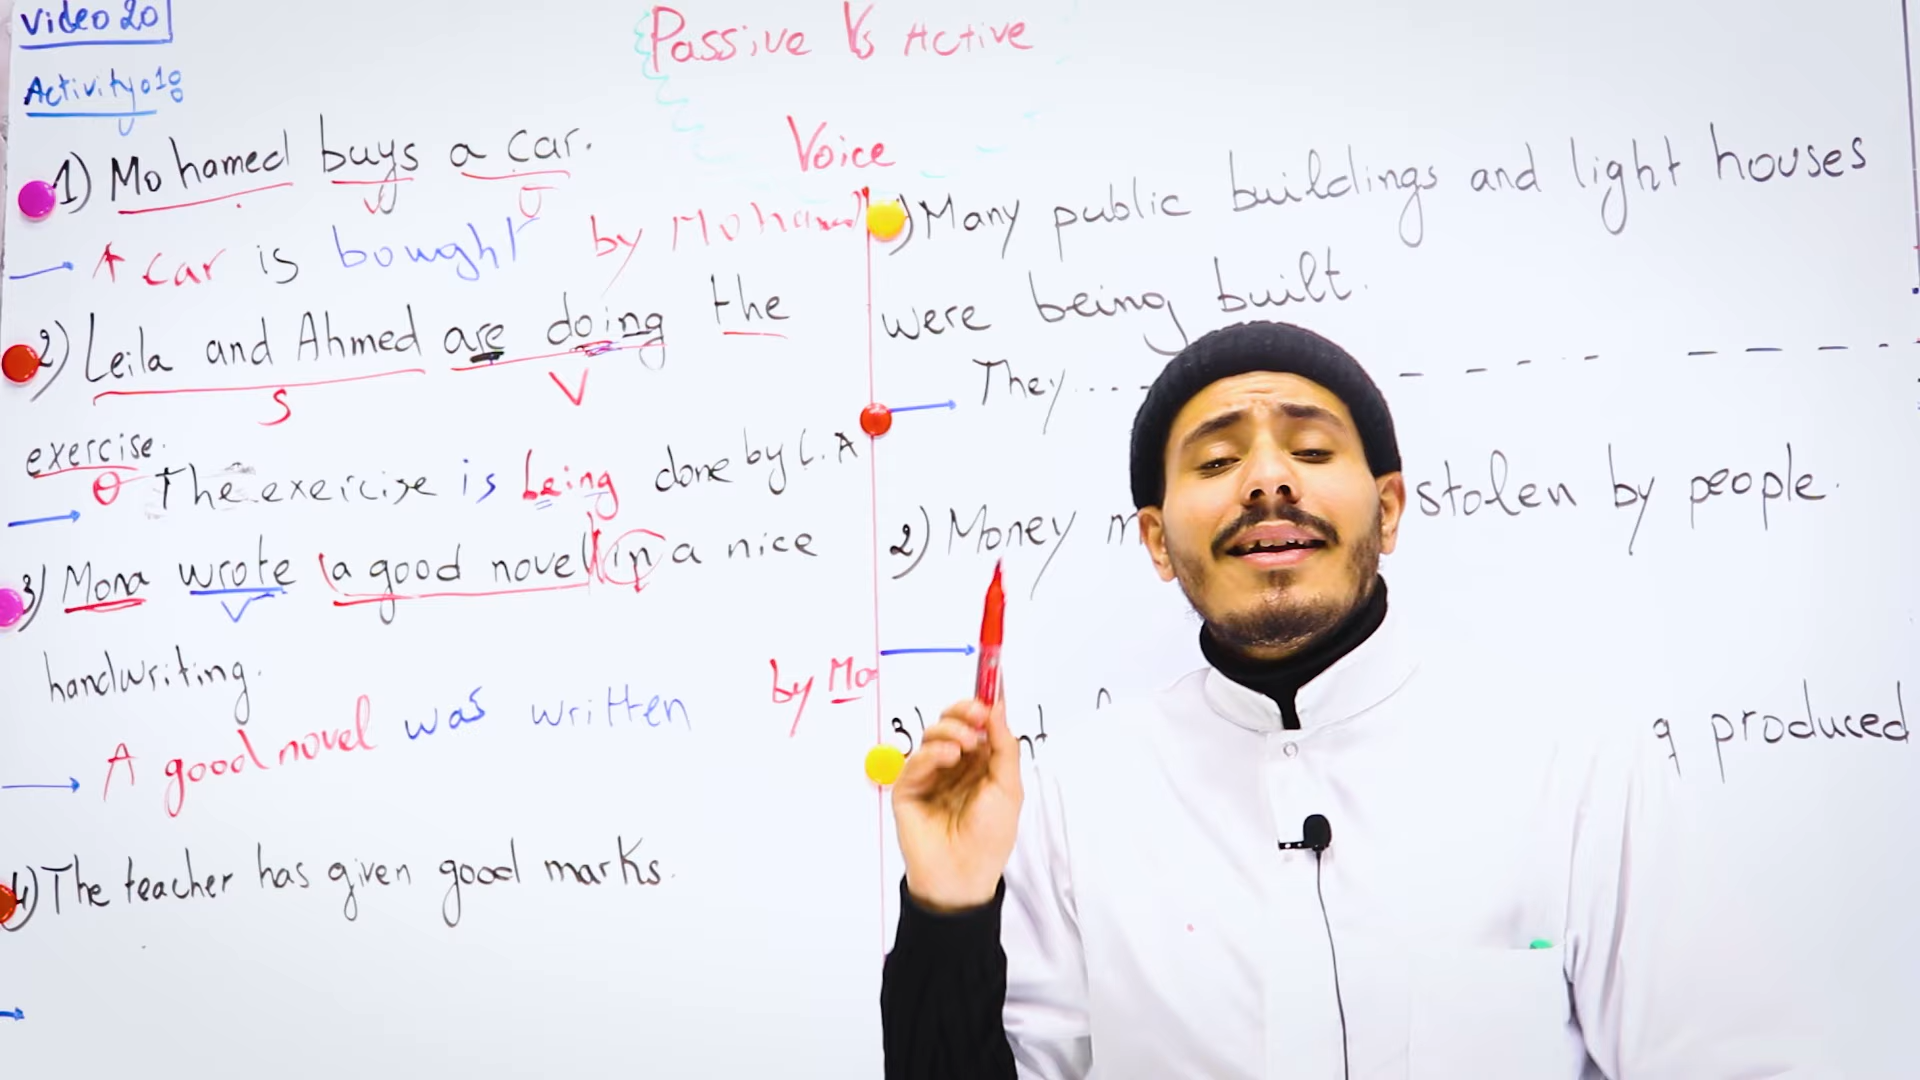 Video 20
Activity 01:
Passive Vs Active
Voice
1) Mohamed buys a car.
A car is bought by Mohamed
2) Leila and Ahmed are doing the
S V
exercise.
O The exercise is being done by L.A
3) Mona wrote (a good novel) in a nice
V
handwriting.
A good novel was written by Mo
4) The teacher has given good marks.
1) Many public buildings and light houses
were being built.
They ... - - - - - - - -
2) Money m stolen by people.
3) produced